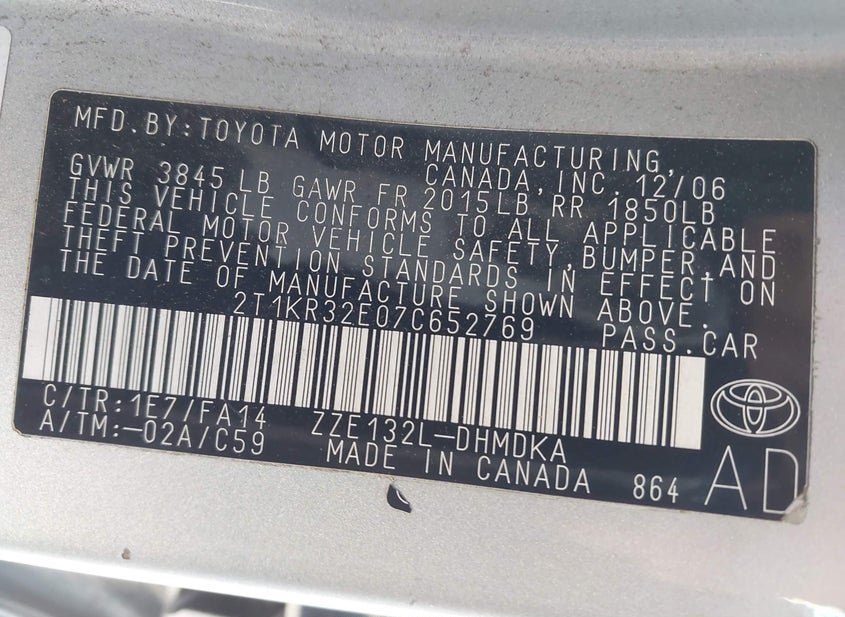 MFD.BY:TOYOTA MOTOR MANUFACTURING,
CANADA, INC. 12/06
GVWR 3845 LB GAWR FR 2015LB RR 1850LB
THIS VEHICLE CONFORMS TO ALL APPLICABLE
FEDERAL MOTOR VEHICLE SAFETY,BUMPER,AND
THEFT PREVENTION STANDARDS IN EFFECT ON
THE DATE OF MANUFACTURE SHOWN ABOVE.
2T1KR32E07C652769 PASS.CAR
C/TR:1E7/FA14 ZZE132L-DHMDKA
A/TM:-02A/C59 MADE IN CANADA 864 AD